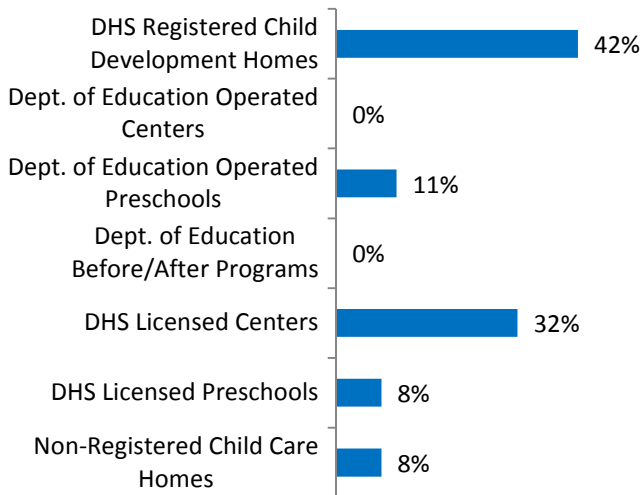 DHS Registered Child
Development Homes
42%
Dept. of Education Operated
Centers
0%
Dept. of Education Operated
Preschools
11%
Dept. of Education
Before/After Programs
0%
DHS Licensed Centers
32%
DHS Licensed Preschools
8%
Non-Registered Child Care
Homes
8%